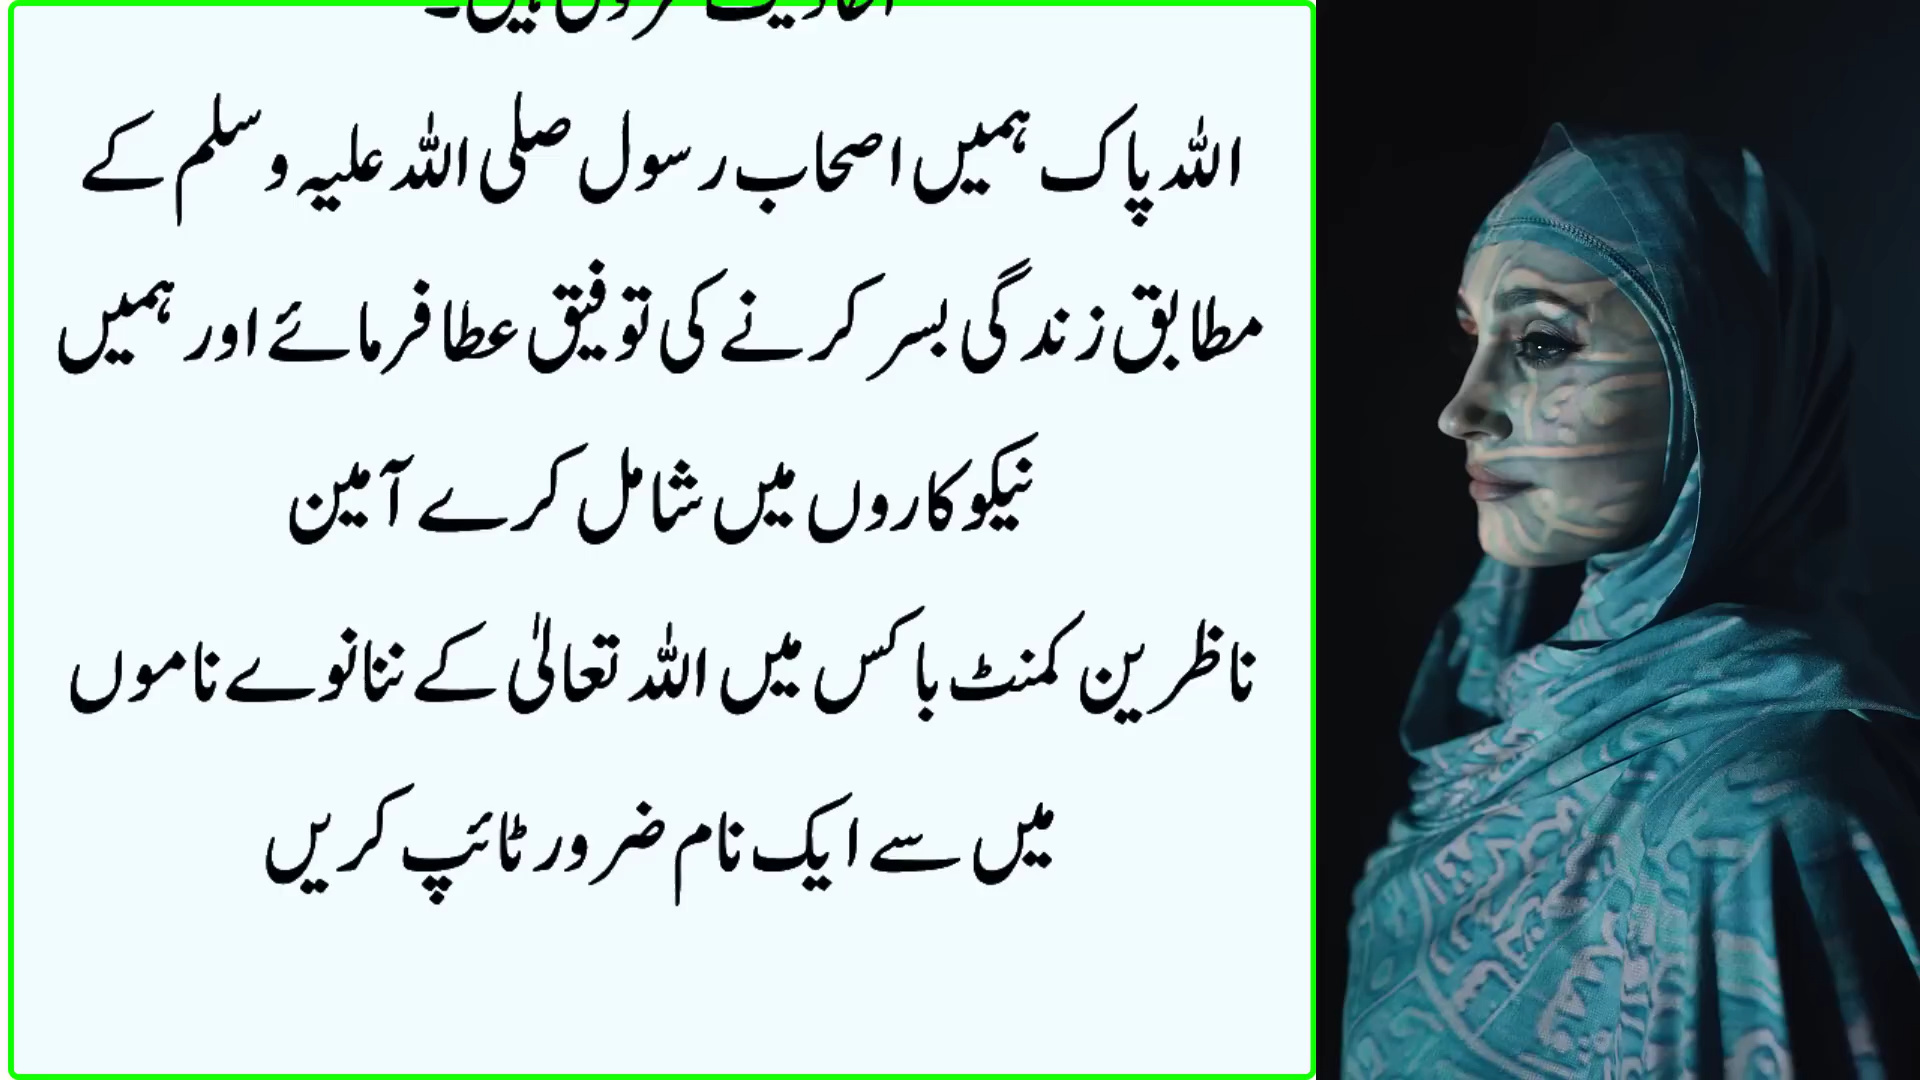 اللہ پاک ہمیں اصحاب رسول صلی اللہ علیہ وسلم کے
مطابق زندگی بسر کرنے کی توفیق عطا فرمائے اور ہمیں
نیکوکاروں میں شامل کرے آمین
ناظرین کمنٹ باکس میں اللہ تعالیٰ کے ننانوے ناموں
میں سے ایک نام ضرور ٹائپ کریں